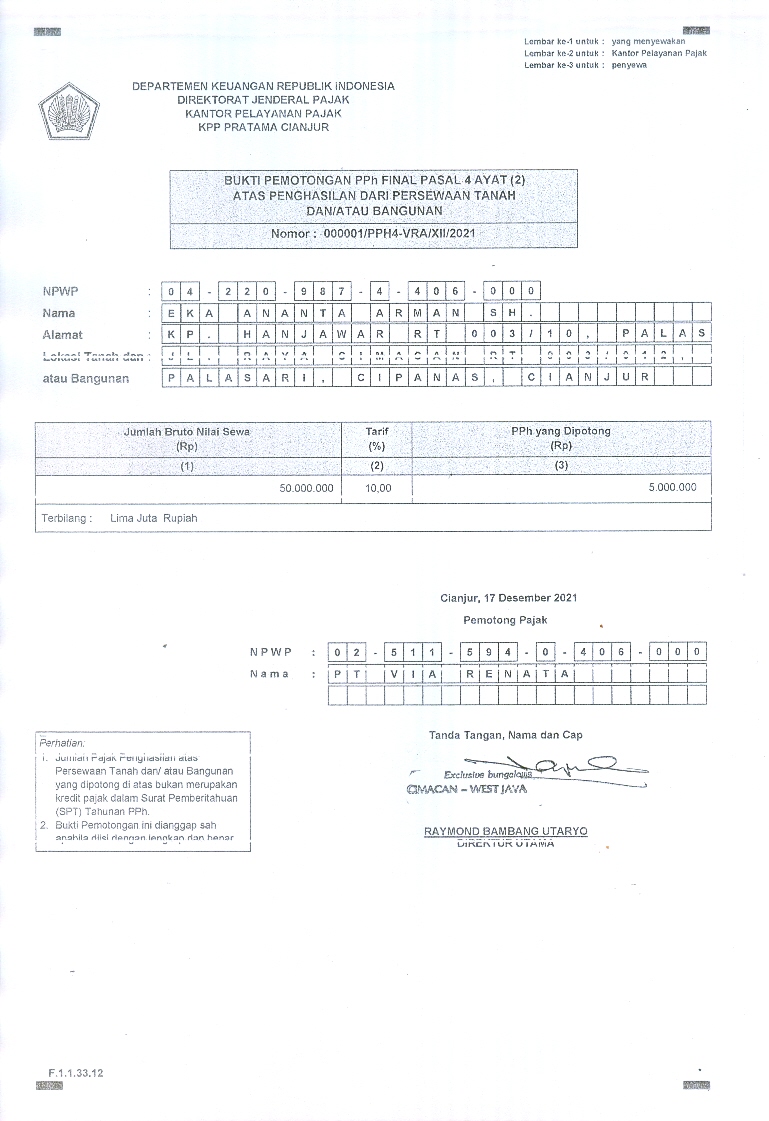 Lembar ke-1 untuk : yang menyewakan
Lembar ke-2 untuk : Kantor Pelayanan Pajak
Lembar ke-3 untuk : penyewa
DEPARTEMEN KEUANGAN REPUBLIK INDONESIA
DIREKTORAT JENDERAL PAJAK
KANTOR PELAYANAN PAJAK
KPP PRATAMA CIANJUR
BUKTI PEMOTONGAN PPh FINAL PASAL 4 AYAT (2)
ATAS PENGHASILAN DARI PERSEWAAN TANAH
DAN/ATAU BANGUNAN
Nomor : 000001/PPH4-VRA/XII/2021
NPWP : 04-220-987-4-406-000
Nama : EKA ANANTA ARMAN SH.
Alamat : KP. HANJAWAR RT 003/10, PALAS
Lokasi Tanah dan : JL. RAYA CIMACAN RT
atau Bangunan PALASARI, CIPANAS, CIANJUR
Jumlah Bruto Nilai Sewa (Rp) Tarif (%) PPh yang Dipotong (Rp)
(1) (2) (3)
50.000.000 10,00 5.000.000
Terbilang : Lima Juta Rupiah
Cianjur, 17 Desember 2021
Pemotong Pajak
NPWP : 02-511-594-0-406-000
Nama : PT VIA RENATA
Tanda Tangan, Nama dan Cap
Exclusive bungalows
CIMACAN - WEST JAVA
RAYMOND BAMBANG UTARYO
DIREKTUR UTAMA
Perhatian:
1. Jumlah Pajak Penghasilan atas
Persewaan Tanah dan/ atau Bangunan
yang dipotong di atas bukan merupakan
kredit pajak dalam Surat Pemberitahuan
(SPT) Tahunan PPh.
2. Bukti Pemotongan ini dianggap sah
apabila diisi dengan lengkap dan benar
F.1.1.33.12